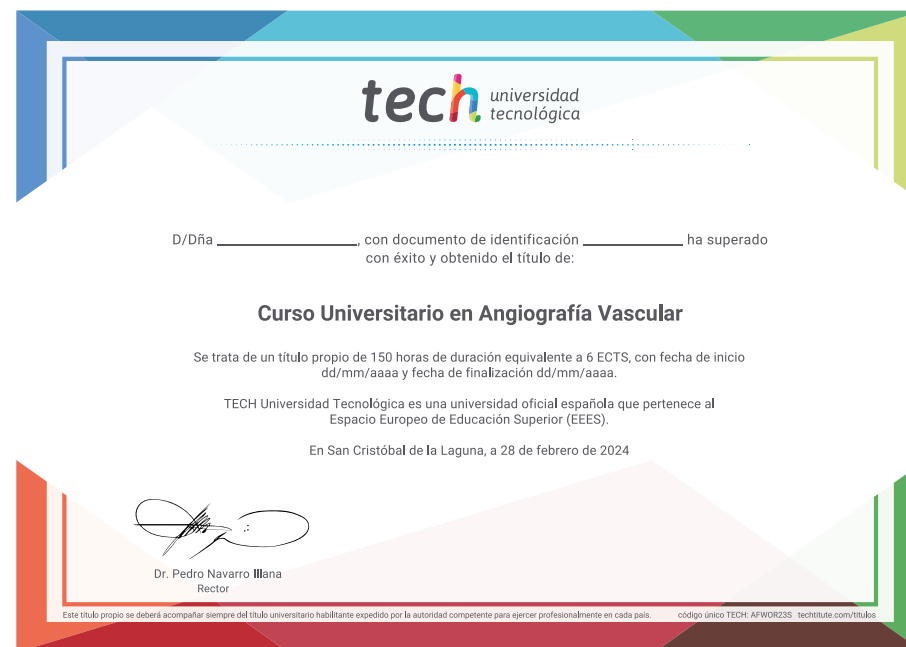 tech universidad
tecnológica
D/Dña ____________, con documento de identificación ____________ ha superado
con éxito y obtenido el título de:
Curso Universitario en Angiografía Vascular
Se trata de un título propio de 150 horas de duración equivalente a 6 ECTS, con fecha de inicio
dd/mm/aaaa y fecha de finalización dd/mm/aaaa.
TECH Universidad Tecnológica es una universidad oficial española que pertenece al
Espacio Europeo de Educación Superior (EEES).
En San Cristóbal de la Laguna, a 28 de febrero de 2024
Dr. Pedro Navarro Illana
Rector
Este título propio se deberá acompañar siempre del título universitario habilitante expedido por la autoridad competente para ejercer profesionalmente en cada país. código único TECH: AFWOR23S techtitute.com/titulos